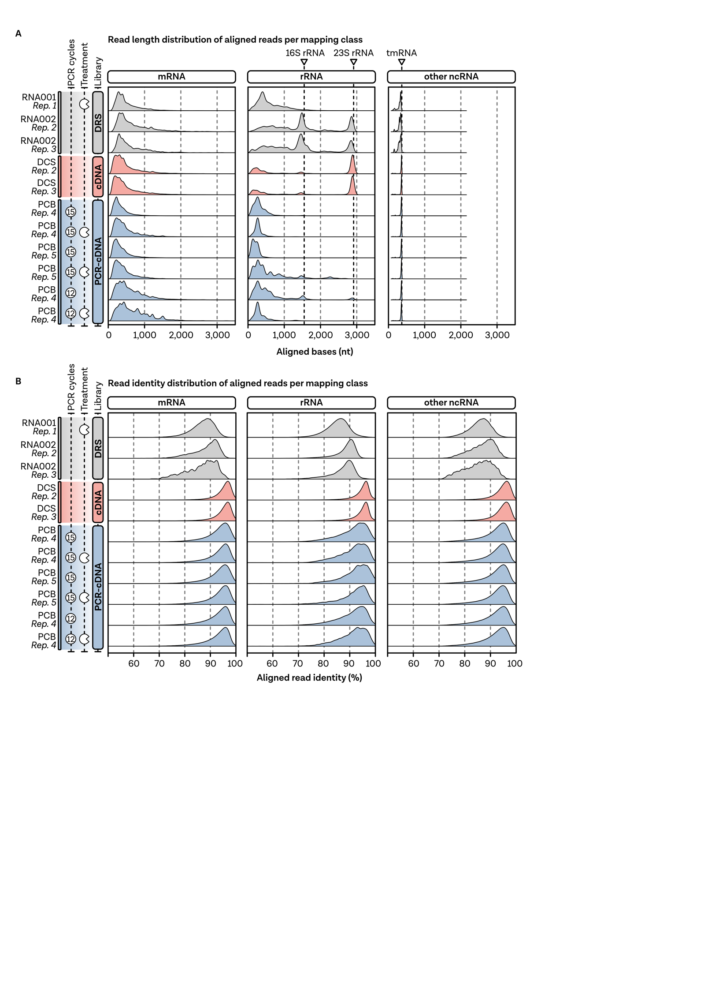 A
Read length distribution of aligned reads per mapping class
PCR cycles
Treatment
Library
16S rRNA 23S rRNA tmRNA
mRNA rRNA other ncRNA
RNA001
Rep. 1
RNA002
Rep. 2
RNA002
Rep. 3
DRS
DCS
Rep. 2
DCS
Rep. 3
cDNA
PCB
Rep. 4 15
PCB
Rep. 4 15
PCB
Rep. 5 15
PCB
Rep. 5 15
PCB
Rep. 4 12
PCB
Rep. 4 12
PCR-cDNA
0 1,000 2,000 3,000 0 1,000 2,000 3,000 0 1,000 2,000 3,000
Aligned bases (nt)
B
Read identity distribution of aligned reads per mapping class
PCR cycles
Treatment
Library
mRNA rRNA other ncRNA
RNA001
Rep. 1
RNA002
Rep. 2
RNA002
Rep. 3
DRS
DCS
Rep. 2
DCS
Rep. 3
cDNA
PCB
Rep. 4 15
PCB
Rep. 4 15
PCB
Rep. 5 15
PCB
Rep. 5 15
PCB
Rep. 4 12
PCB
Rep. 4 12
PCR-cDNA
60 70 80 90 100 60 70 80 90 100 60 70 80 90 100
Aligned read identity (%)